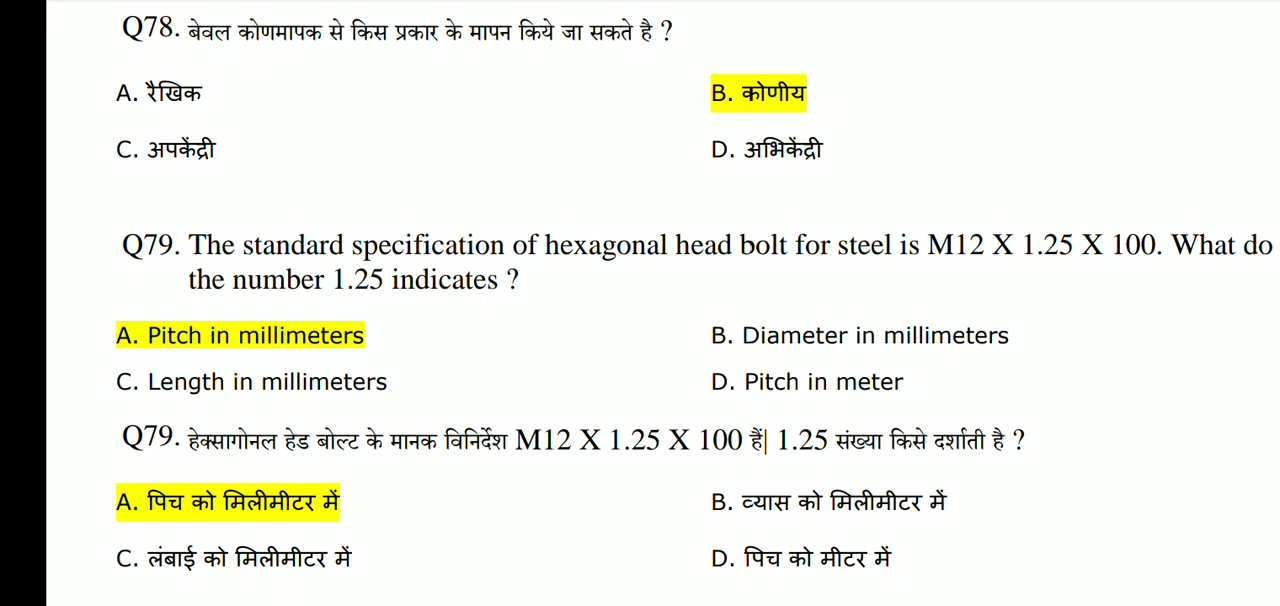 Q78. बेवल कोणमापक से किस प्रकार के मापन किये जा सकते है ?
A. रैखिक
B. कोणीय
C. अपकेंद्री
D. अभिकेंद्री
Q79. The standard specification of hexagonal head bolt for steel is M12 X 1.25 X 100. What do
the number 1.25 indicates ?
A. Pitch in millimeters
B. Diameter in millimeters
C. Length in millimeters
D. Pitch in meter
Q79. हेक्सागोनल हेड बोल्ट के मानक विनिर्देश M12 X 1.25 X 100 हैं| 1.25 संख्या किसे दर्शाती है ?
A. पिच को मिलीमीटर में
B. व्यास को मिलीमीटर में
C. लंबाई को मिलीमीटर में
D. पिच को मीटर में